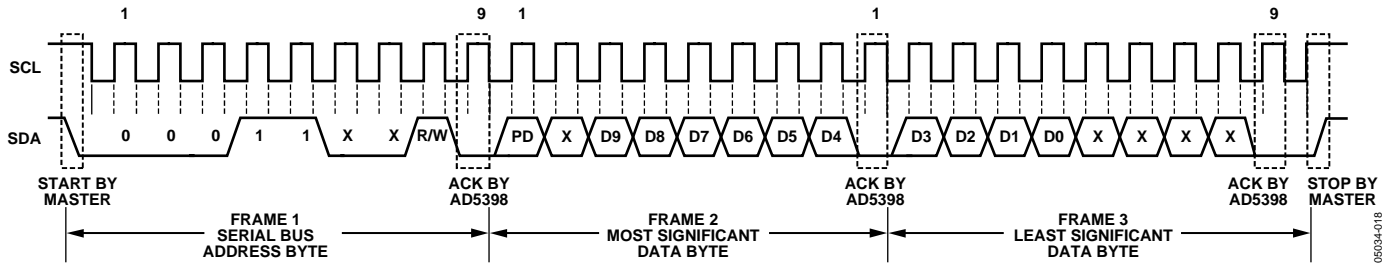 1 9 1 1 9
SCL
SDA
0 0 0 1 1 X X R/W PD X D9 D8 D7 D6 D5 D4 D3 D2 D1 D0 X X X X
START BY
MASTER
ACK BY
AD5398
ACK BY
AD5398
ACK BY
AD5398
STOP BY
MASTER
FRAME 1
SERIAL BUS
ADDRESS BYTE
FRAME 2
MOST SIGNIFICANT
DATA BYTE
FRAME 3
LEAST SIGNIFICANT
DATA BYTE
05034-018